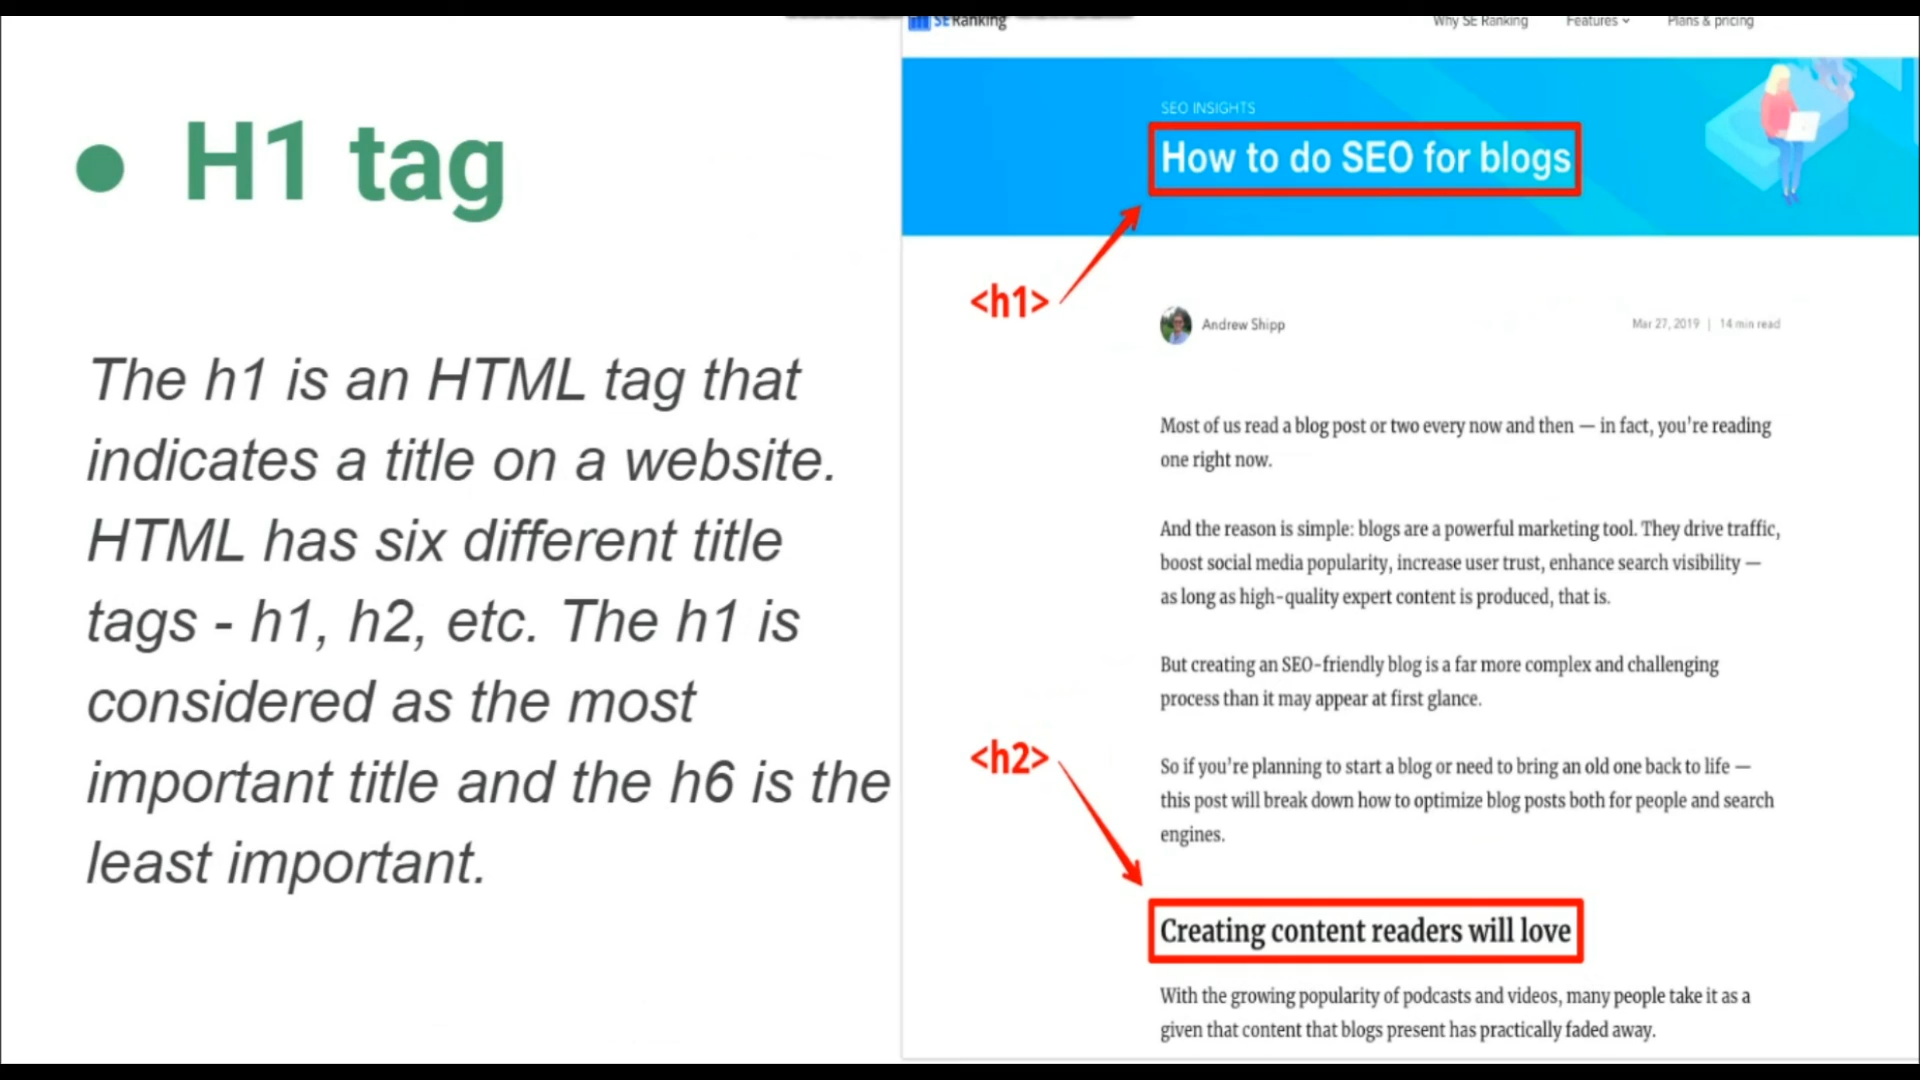 H1 tag
The h1 is an HTML tag that
indicates a title on a website.
HTML has six different title
tags - h1, h2, etc. The h1 is
considered as the most
important title and the h6 is the
least important.
SE Ranking
Why SE Ranking Features Plans & pricing
SEO INSIGHTS
How to do SEO for blogs
<h1>
Andrew Shipp
Mar 27, 2019 | 14 min read
Most of us read a blog post or two every now and then — in fact, you're reading
one right now.
And the reason is simple: blogs are a powerful marketing tool. They drive traffic,
boost social media popularity, increase user trust, enhance search visibility —
as long as high-quality expert content is produced, that is.
But creating an SEO-friendly blog is a far more complex and challenging
process than it may appear at first glance.
<h2>
So if you're planning to start a blog or need to bring an old one back to life —
this post will break down how to optimize blog posts both for people and search
engines.
Creating content readers will love
With the growing popularity of podcasts and videos, many people take it as a
given that content that blogs present has practically faded away.